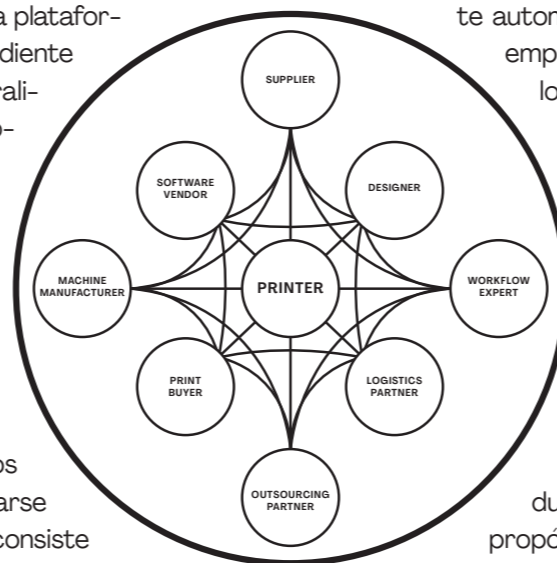 a platafor-
diente
rali-
o-
os
arse
consiste
SUPPLIER
SOFTWARE
VENDOR
DESIGNER
MACHINE
MANUFACTURER
PRINTER
WORKFLOW
EXPERT
PRINT
BUYER
LOGISTICS
PARTNER
OUTSOURCING
PARTNER
te autor
emp
lo
du
propó